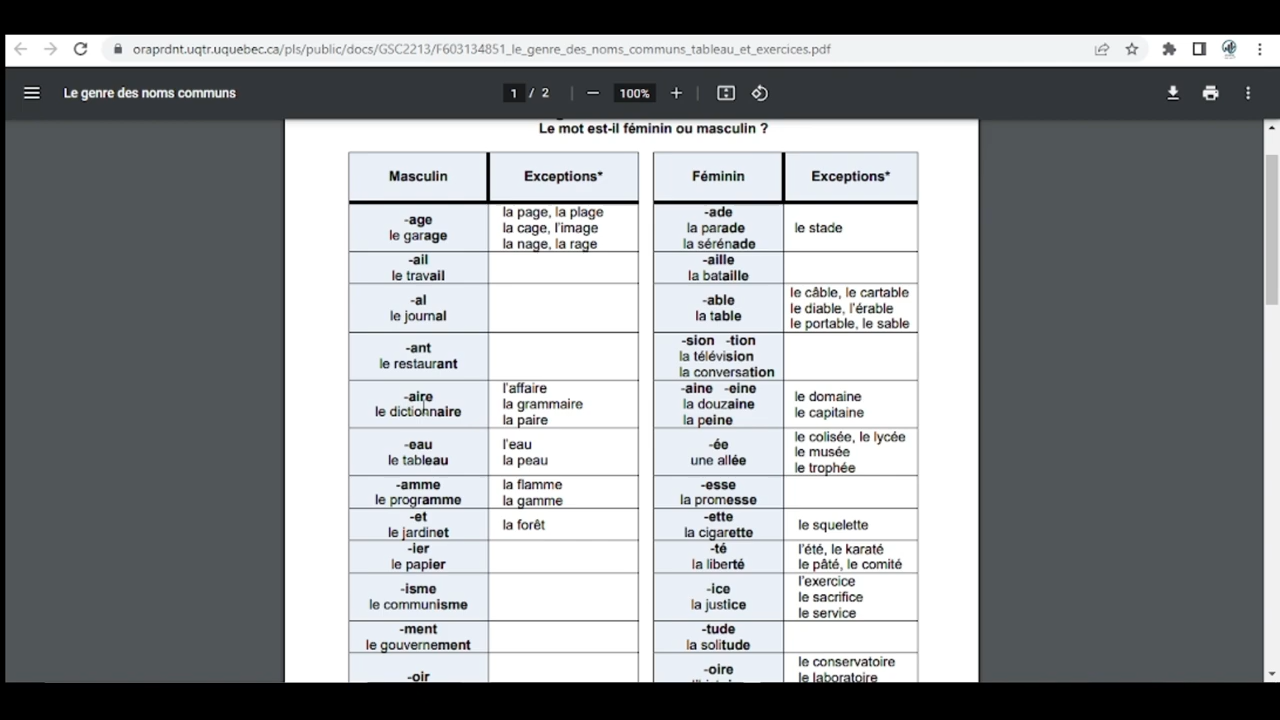 oraprdnt.uqtr.uquebec.ca/pls/public/docs/GSC2213/F603134851_le_genre_des_noms_communs_tableau_et_exercices.pdf
Le genre des noms communs
1 / 2
100%
Le mot est-il féminin ou masculin ?
Masculin
Exceptions*
-age
le garage
la page, la plage
la cage, l'image
la nage, la rage
-ail
le travail
-al
le journal
-ant
le restaurant
-aire
le dictionnaire
l'affaire
la grammaire
la paire
-eau
le tableau
l'eau
la peau
-amme
le programme
la flamme
la gamme
-et
le jardinet
la forêt
-ier
le papier
-isme
le communisme
-ment
le gouvernement
-oir
Féminin
Exceptions*
-ade
la parade
la sérénade
le stade
-aille
la bataille
-able
la table
le câble, le cartable
le diable, l'érable
le portable, le sable
-sion -tion
la télévision
la conversation
-aine -eine
la douzaine
la peine
le domaine
le capitaine
-ée
une allée
le colisée, le lycée
le musée
le trophée
-esse
la promesse
-ette
la cigarette
le squelette
-té
la liberté
l'été, le karaté
le pâté, le comité
-ice
la justice
l'exercice
le sacrifice
le service
-tude
la solitude
-oire
le conservatoire
le laboratoire